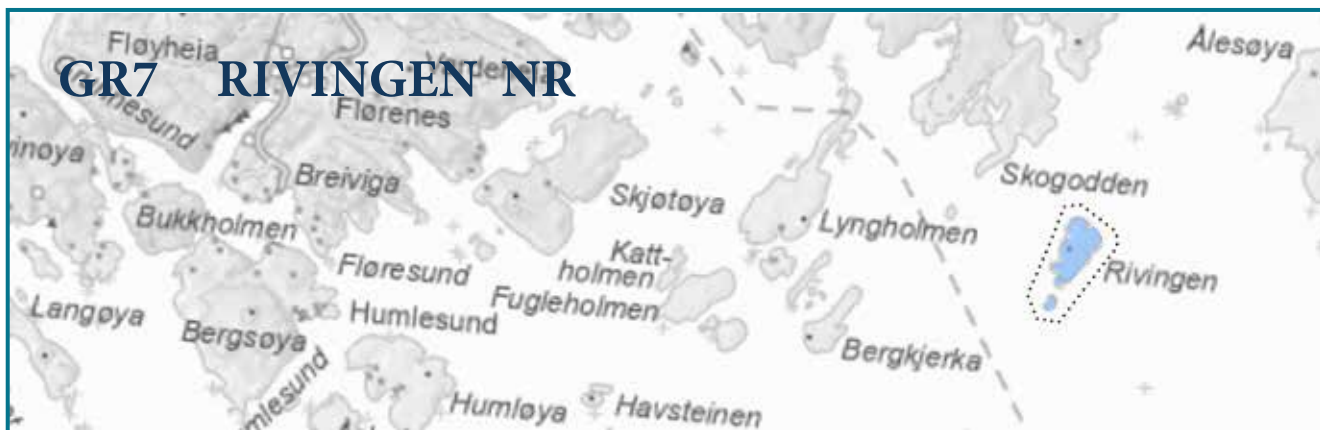 Fløyheia
GR7 RIVINGEN NR
Ålesøya
Flørenes
Breiviga
Skogodden
Skjøtøya
Bukkholmen
Lyngholmen
Katt-
holmen
Fløresund
Rivingen
Fugleholmen
Langøya
Humlesund
Bergsøya
Bergkjerka
Humløya
Havsteinen